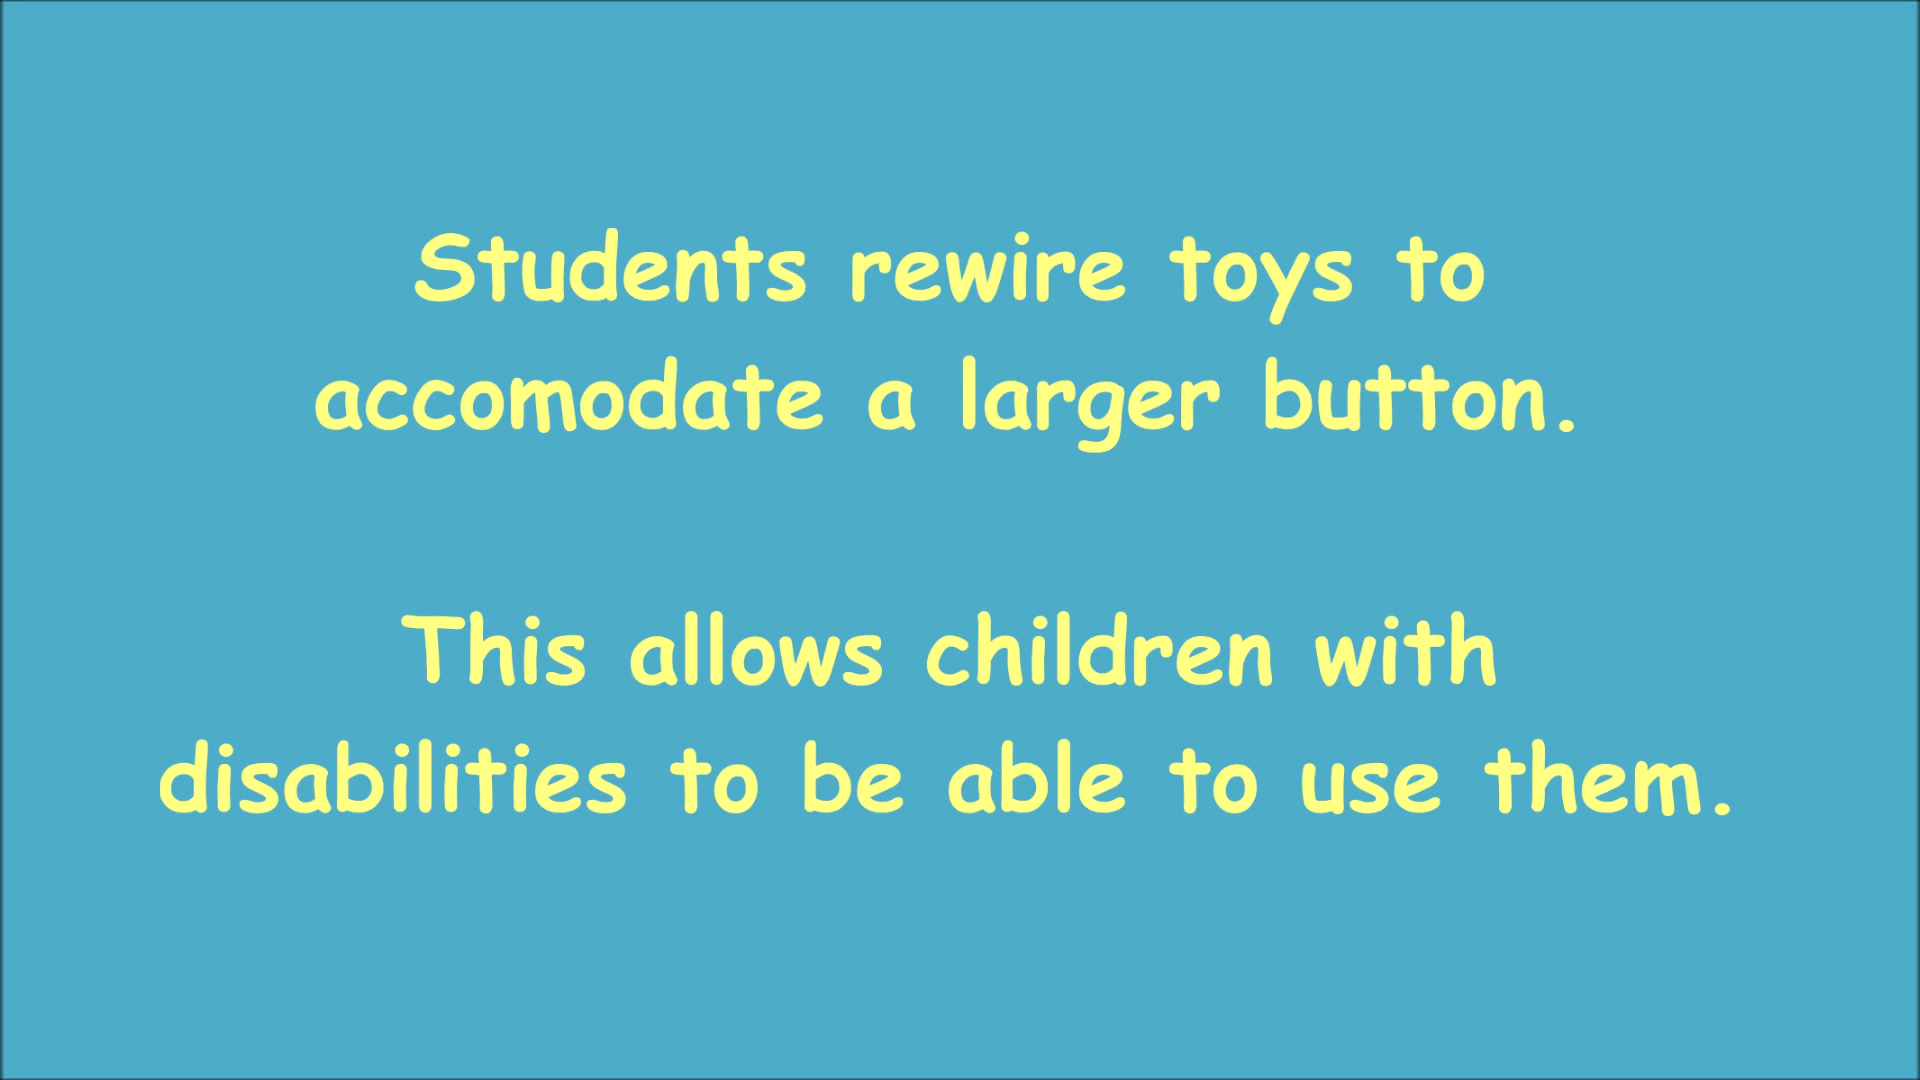 Students rewire toys to
accomodate a larger button.
This allows children with
disabilities to be able to use them.